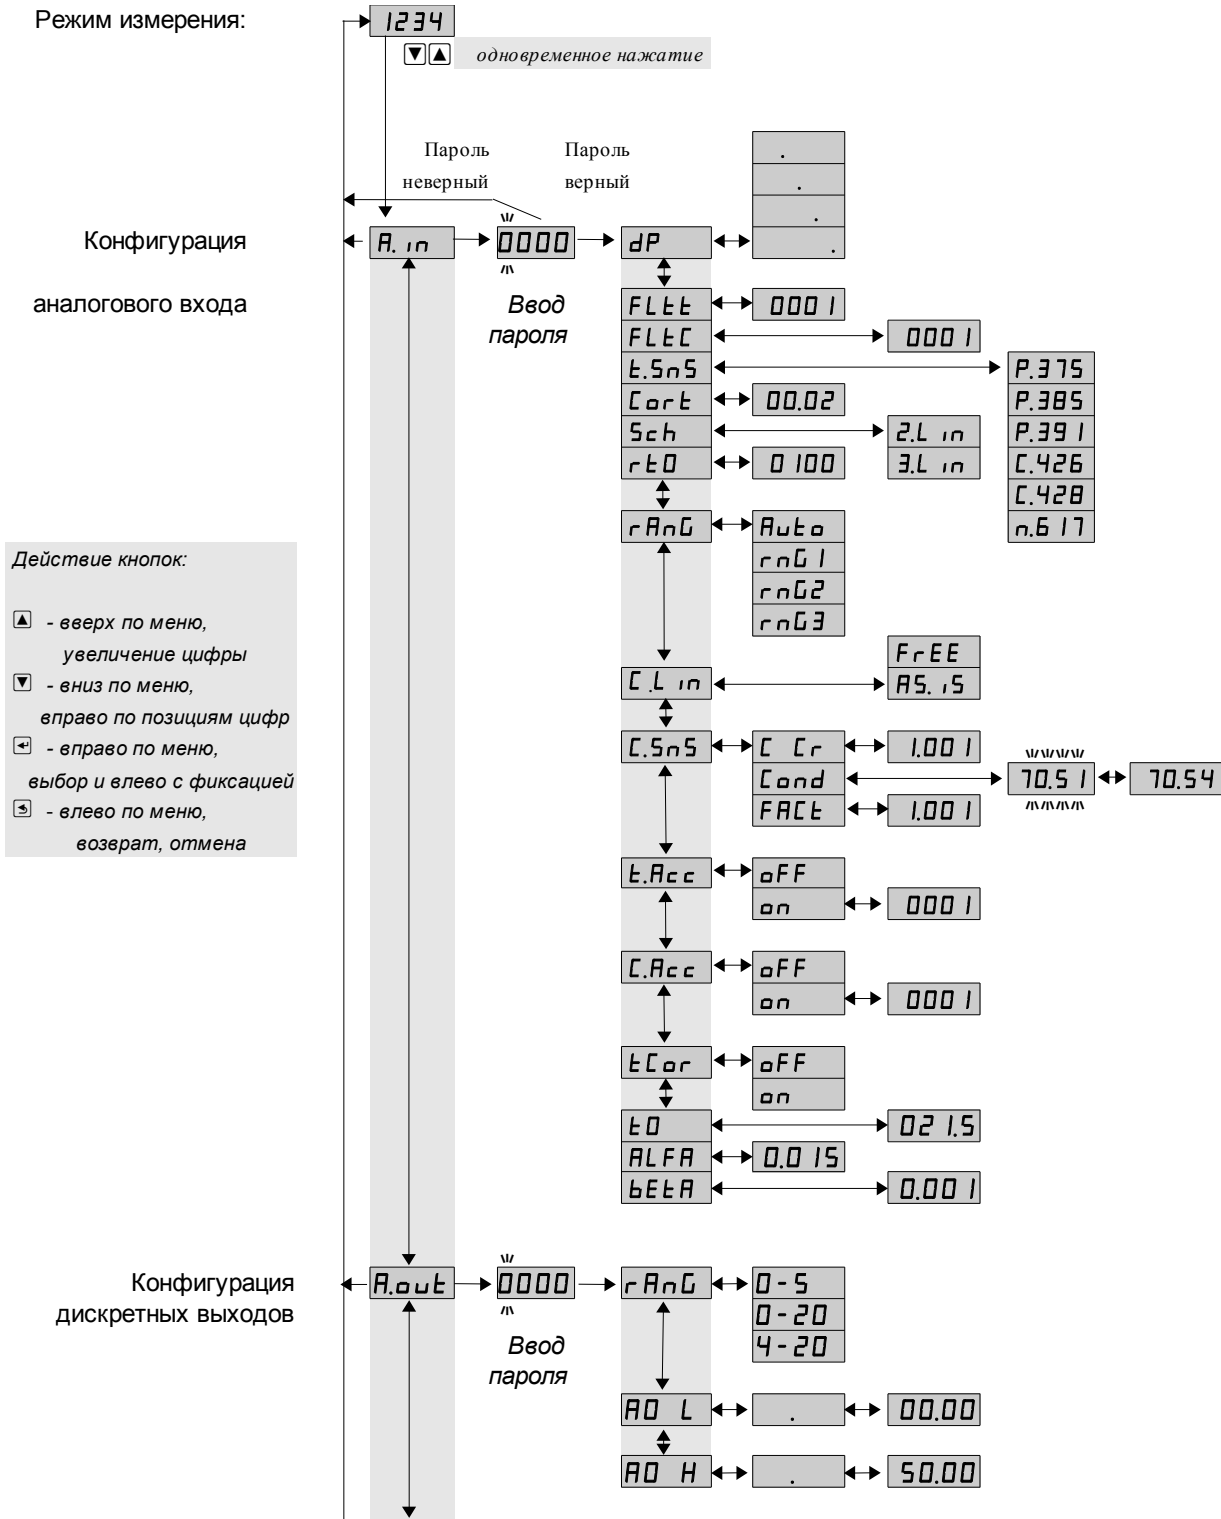 Режим измерения:
1234
одновременное нажатие
Пароль неверный
Пароль верный
.
.
.
.
Конфигурация
аналогового входа
A. in
0000
dP
Ввод
пароля
FLtt
0001
FLtC
0001
t.SnS
P.375
Cort
00.02
P.385
Sch
2.L in
P.391
rt0
0100
3.L in
C.426
C.428
rAnG
Auto
n.617
rnG1
rnG2
rnG3
Действие кнопок:
- вверх по меню,
увеличение цифры
- вниз по меню,
вправо по позициям цифр
- вправо по меню,
выбор и влево с фиксацией
- влево по меню,
возврат, отмена
FrEE
C.L in
AS. iS
C.SnS
C Cr
1.001
Cond
70.51
70.54
FACt
1.001
t.Acc
oFF
on
0001
C.Acc
oFF
on
0001
tCor
oFF
on
t0
021.5
ALFA
0.015
bEtA
0.001
Конфигурация
дискретных выходов
A.out
0000
rAnG
0-5
0-20
4-20
Ввод
пароля
A0 L
.
00.00
A0 H
.
50.00